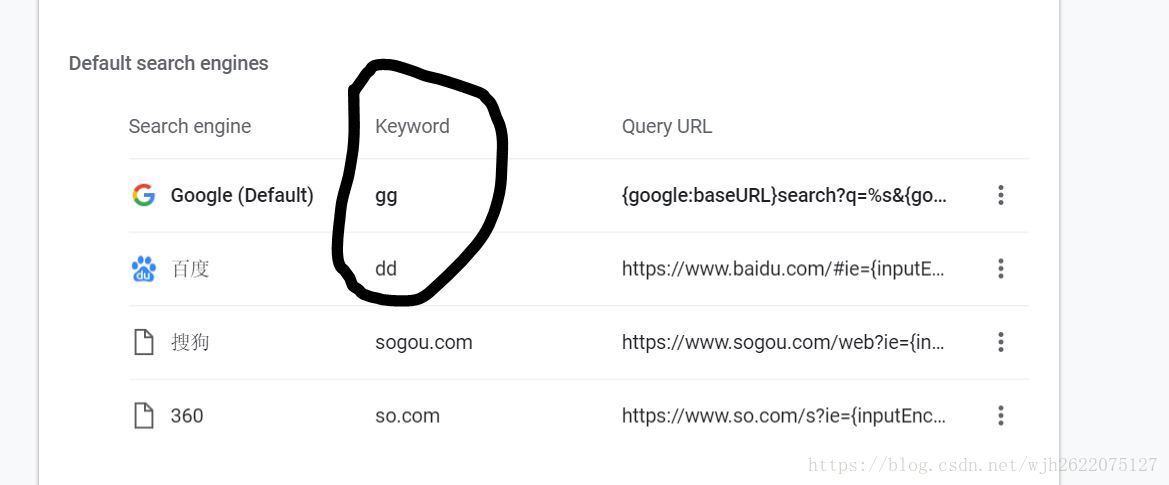 Default search engines
Search engine Keyword Query URL
Google (Default) gg {google:baseURL}search?q=%s&{go...
du 百度 dd https://www.baidu.com/#ie={inputE...
搜狗 sogou.com https://www.sogou.com/web?ie={in...
360 so.com https://www.so.com/s?ie={inputEnc...
https://blog.csdn.net/wjh2622075127